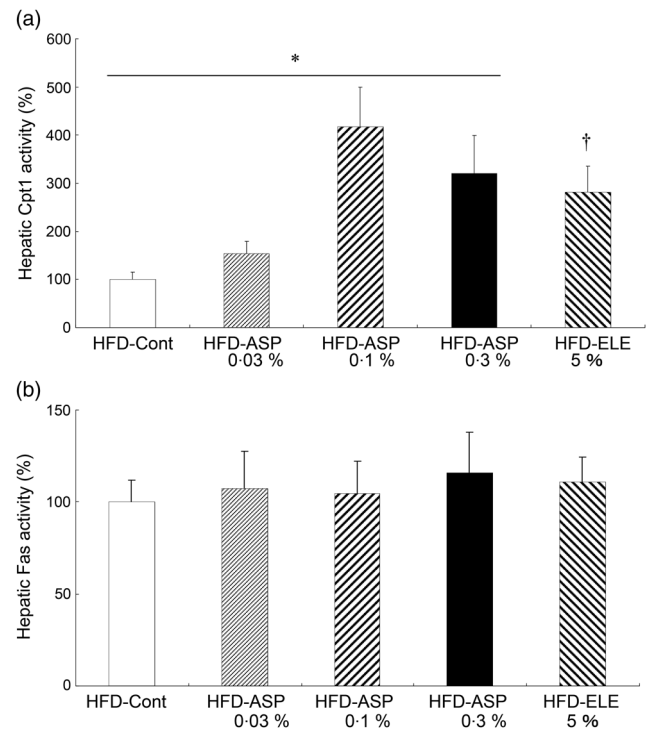 (a)
Hepatic Cpt1 activity (%)
600
500
400
300
200
100
0
*
†
HFD-Cont HFD-ASP HFD-ASP HFD-ASP HFD-ELE
0·03 % 0·1 % 0·3 % 5 %
(b)
Hepatic Fas activity (%)
150
100
50
0
HFD-Cont HFD-ASP HFD-ASP HFD-ASP HFD-ELE
0·03 % 0·1 % 0·3 % 5 %